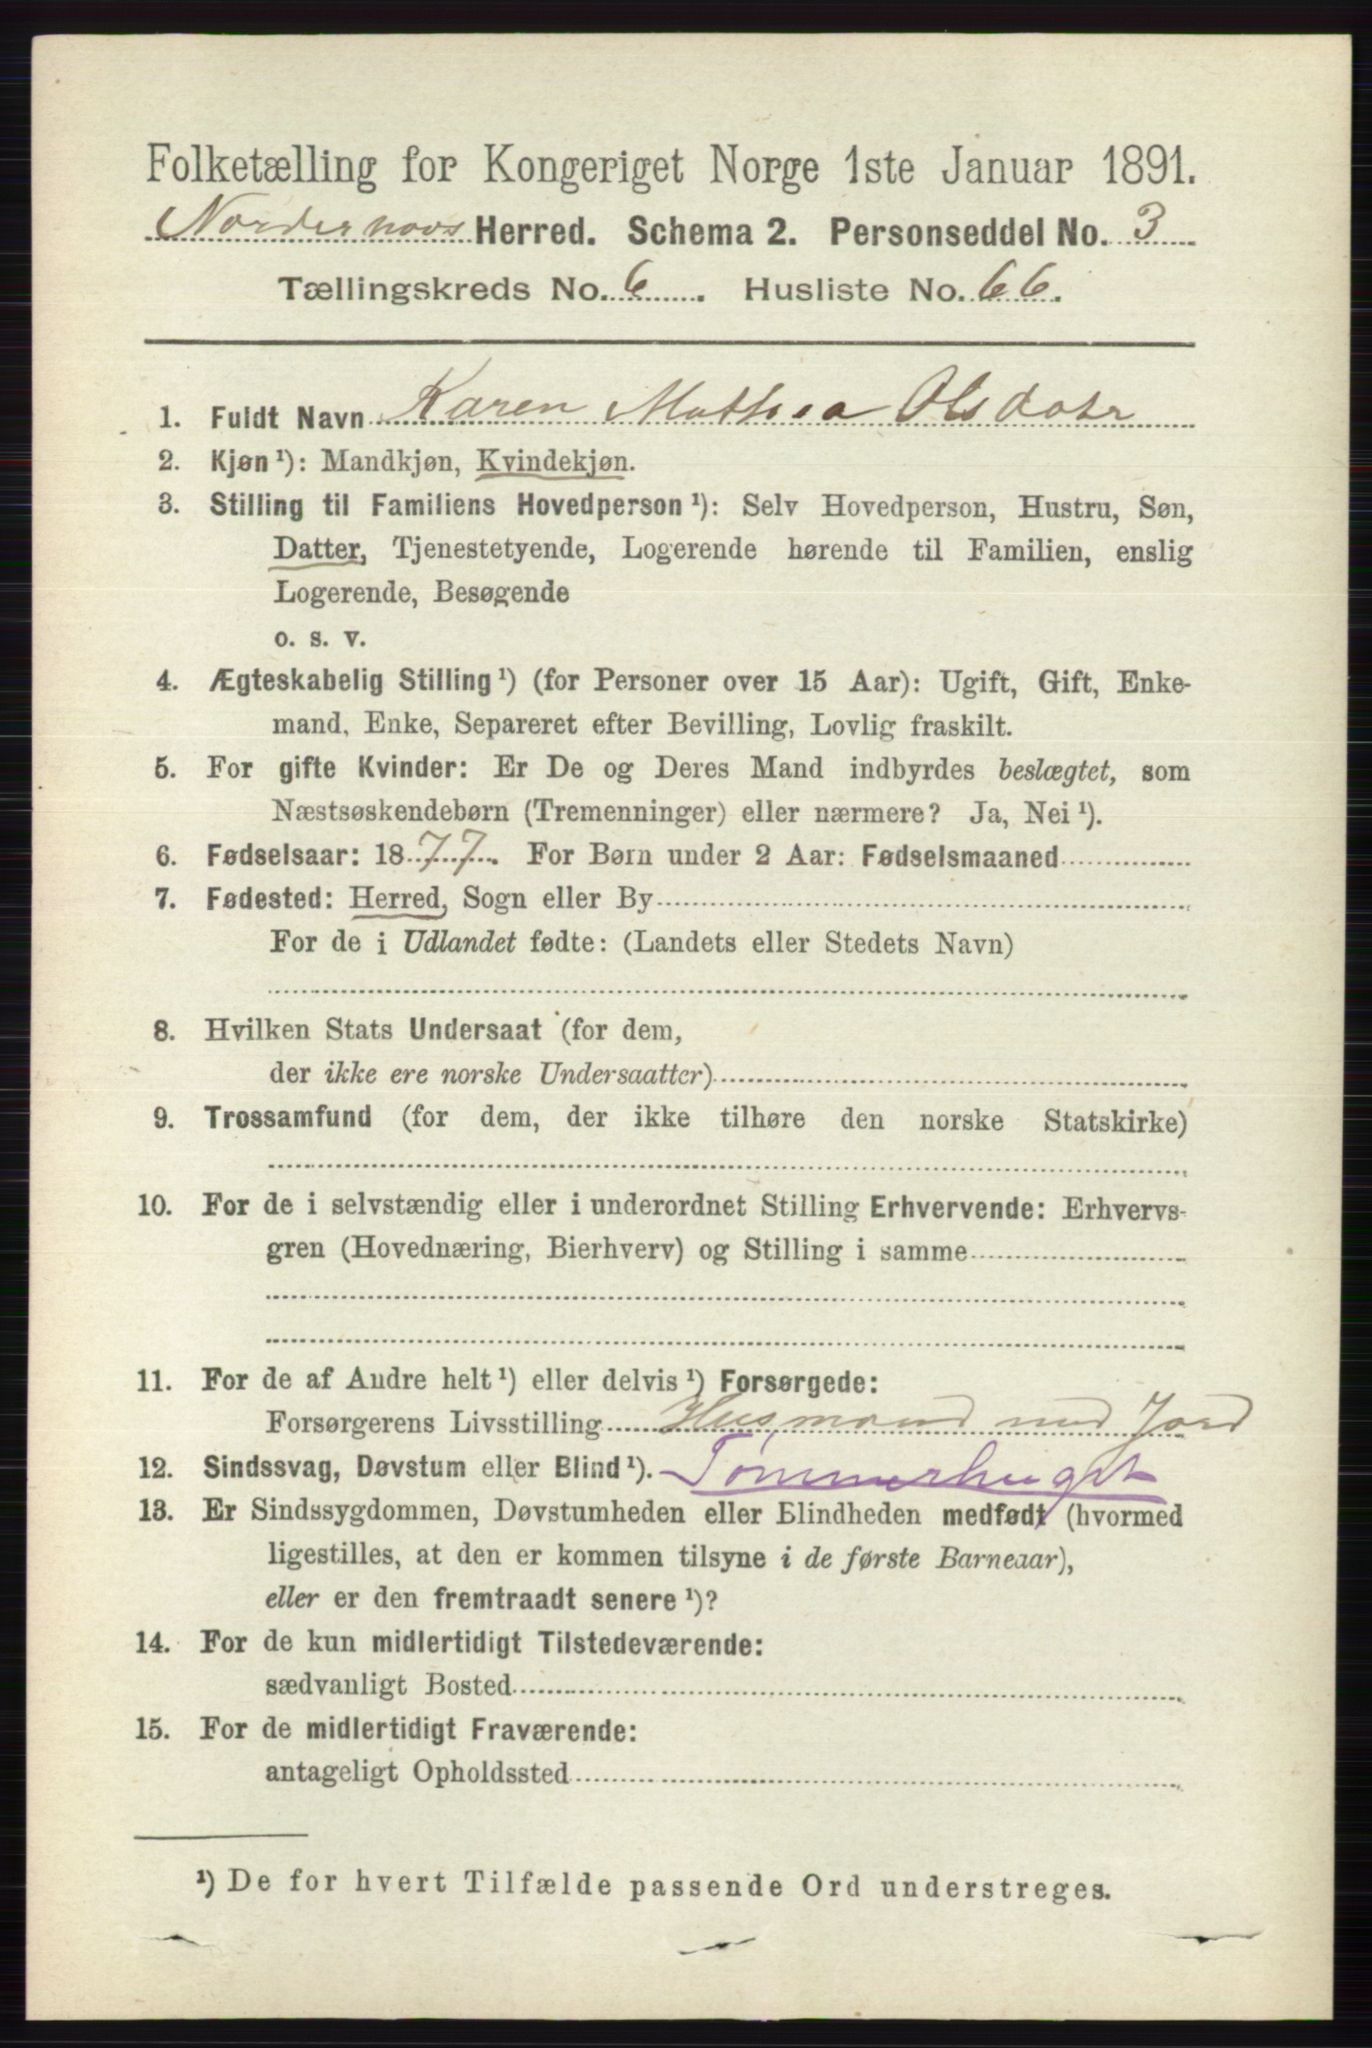 Folketælling for Kongeriget Norge 1ste Januar 1891.
Nordernovs Herred. Schema 2. Personseddel No. 3
Tællingskreds No. 6. Husliste No. 66.
1. Fuldt Navn Karen Mathea Olsdatr
2. Kjøn ¹): Mandkjøn, Kvindekjøn.
3. Stilling til Familiens Hovedperson ¹): Selv Hovedperson, Hustru, Søn,
Datter, Tjenestetyende, Logerende hørende til Familien, enslig
Logerende, Besøgende
o. s. v.
4. Ægteskabelig Stilling ¹) (for Personer over 15 Aar): Ugift, Gift, Enke-
mand, Enke, Separeret efter Bevilling, Lovlig fraskilt.
5. For gifte Kvinder: Er De og Deres Mand indbyrdes beslægtet, som
Næstsøskendebørn (Tremenninger) eller nærmere? Ja, Nei ¹).
6. Fødselsaar: 1877. For Børn under 2 Aar: Fødselsmaaned
7. Fødested: Herred, Sogn eller By
For de i Udlandet fødte: (Landets eller Stedets Navn)
8. Hvilken Stats Undersaat (for dem,
der ikke ere norske Undersaatter)
9. Trossamfund (for dem, der ikke tilhøre den norske Statskirke)
10. For de i selvstændig eller i underordnet Stilling Erhvervende: Erhvervs-
gren (Hovednæring, Bierhverv) og Stilling i samme
11. For de af Andre helt ¹) eller delvis ¹) Forsørgede:
Forsørgerens Livsstilling Husmand med Jord
12. Sindssvag, Døvstum eller Blind ¹). Tømmerhugst
13. Er Sindssygdommen, Døvstumheden eller Blindheden medfødt (hvormed
ligestilles, at den er kommen tilsyne i de første Barneaar),
eller er den fremtraadt senere ¹)?
14. For de kun midlertidigt Tilstedeværende:
sædvanligt Bosted
15. For de midlertidigt Fraværende:
antageligt Opholdssted
¹) De for hvert Tilfælde passende Ord understreges.